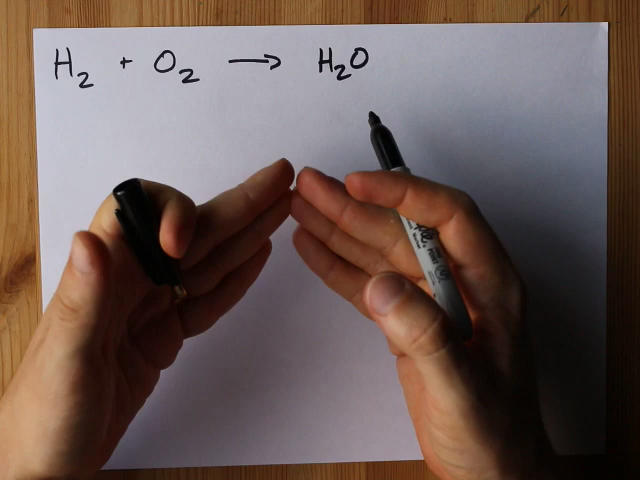 H₂ + O₂ → H₂O